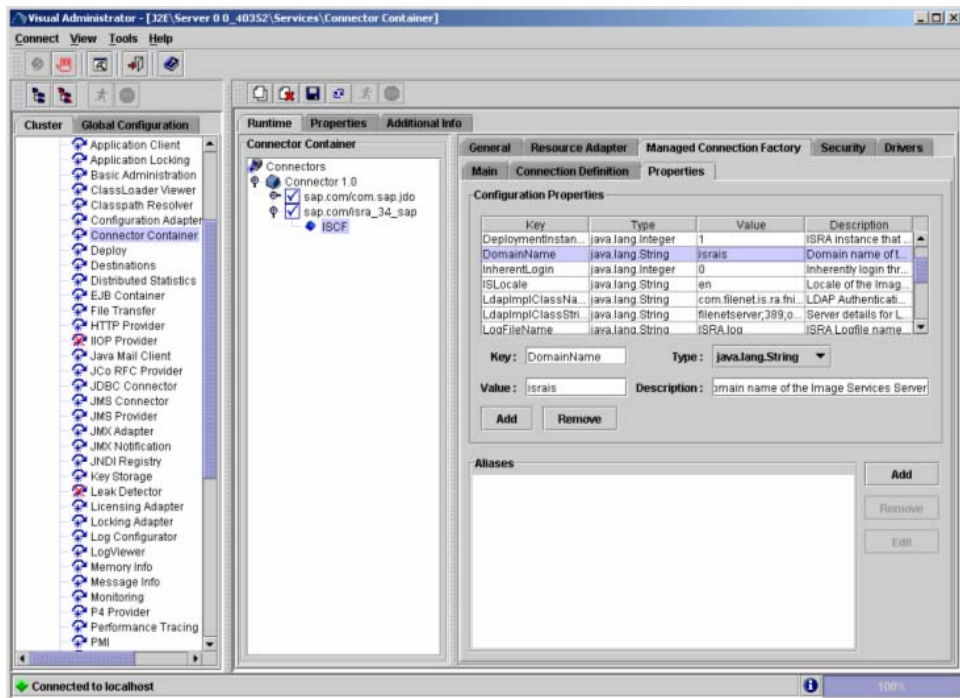 Visual Administrator - [J2E\Server 0 0_40352\Services\Connector Container]
Connect View Tools Help
Cluster Global Configuration
Application Client
Application Locking
Basic Administration
ClassLoader Viewer
Classpath Resolver
Configuration Adapter
Connector Container
Deploy
Destinations
Distributed Statistics
EJB Container
File Transfer
HTTP Provider
IIOP Provider
Java Mail Client
JCo RFC Provider
JDBC Connector
JMS Connector
JMS Provider
JMX Adapter
JMX Notification
JNDI Registry
Key Storage
Leak Detector
Licensing Adapter
Locking Adapter
Log Configurator
LogViewer
Memory Info
Message Info
Monitoring
P4 Provider
Performance Tracing
PMI
Runtime Properties Additional Info
Connector Container
Connectors
Connector 1.0
sap.com/com.sap.jdo
sap.com/isra_34_sap
ISCF
General Resource Adapter Managed Connection Factory Security Drivers
Main Connection Definition Properties
Configuration Properties
Key Type Value Description
DeploymentInstan... java.lang.Integer 1 ISRA instance that ...
DomainName java.lang.String israis Domain name of t...
InherentLogin java.lang.Integer 0 Inherently login thr...
ISLocale java.lang.String en Locale of the Imag...
LdapImplClassNa... java.lang.String com.filenet.is.ra.fni... LDAP Authenticati...
LdapImplClassStri... java.lang.String filenetserver;389;o... Server details for L...
LogFileName java.lang.String ISRA.log ISRA Logfile name...
Key : DomainName Type : java.lang.String
Value : israis Description : omain name of the Image Services Server
Add Remove
Aliases
Add
Remove
Edit
Connected to localhost 100%